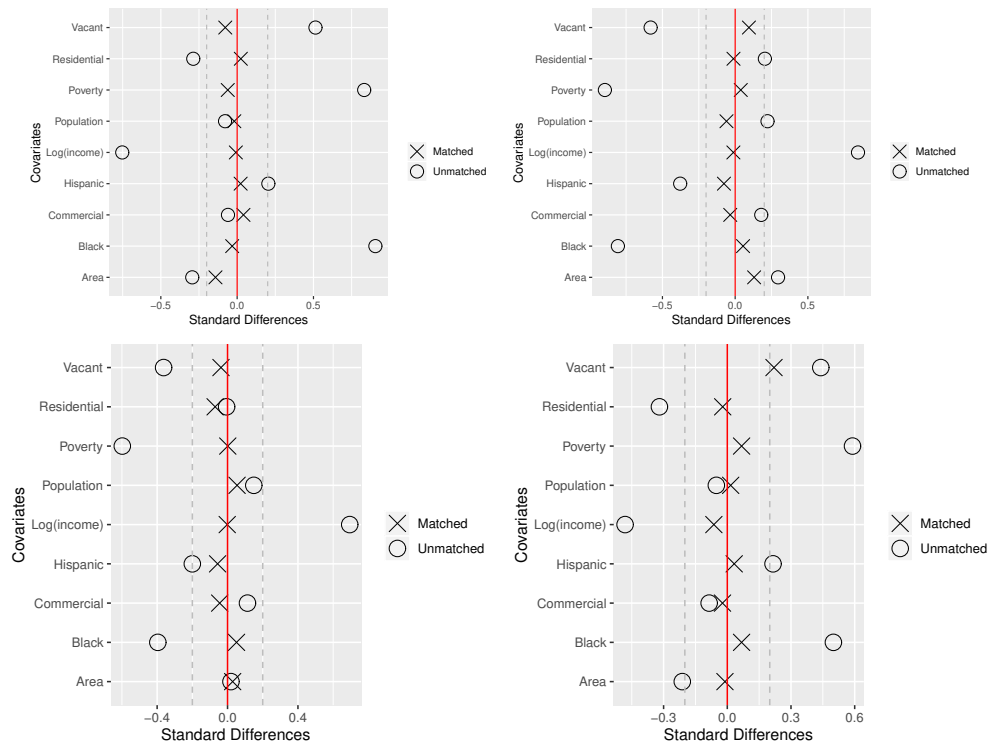 Covariates
Vacant
Residential
Poverty
Population
Log(income)
Hispanic
Commercial
Black
Area
−0.5 0.0 0.5
Standard Differences
Matched
Unmatched
Covariates
Vacant
Residential
Poverty
Population
Log(income)
Hispanic
Commercial
Black
Area
−0.5 0.0 0.5
Standard Differences
Matched
Unmatched
Covariates
Vacant
Residential
Poverty
Population
Log(income)
Hispanic
Commercial
Black
Area
−0.4 0.0 0.4
Standard Differences
Matched
Unmatched
Covariates
Vacant
Residential
Poverty
Population
Log(income)
Hispanic
Commercial
Black
Area
−0.3 0.0 0.3 0.6
Standard Differences
Matched
Unmatched